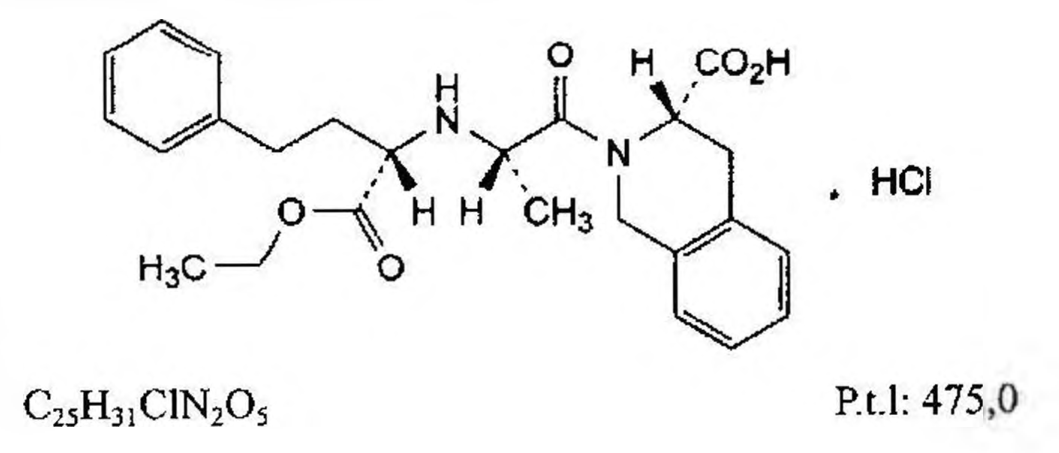 O H CO₂H
H
N
N
. HCl
O H H CH₃
H₃C O
C₂₅H₃₁ClN₂O₅ P.t.l: 475,0